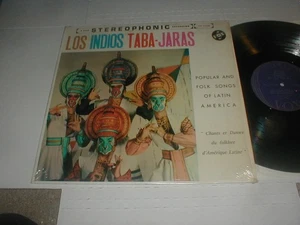 STEREOPHONIC
LOS INDIOS TABA-JARAS
VOX
POPULAR AND
FOLK SONGS
OF LATIN
AMERICA
Chants et Danses
du folklore
d'Amérique Latine